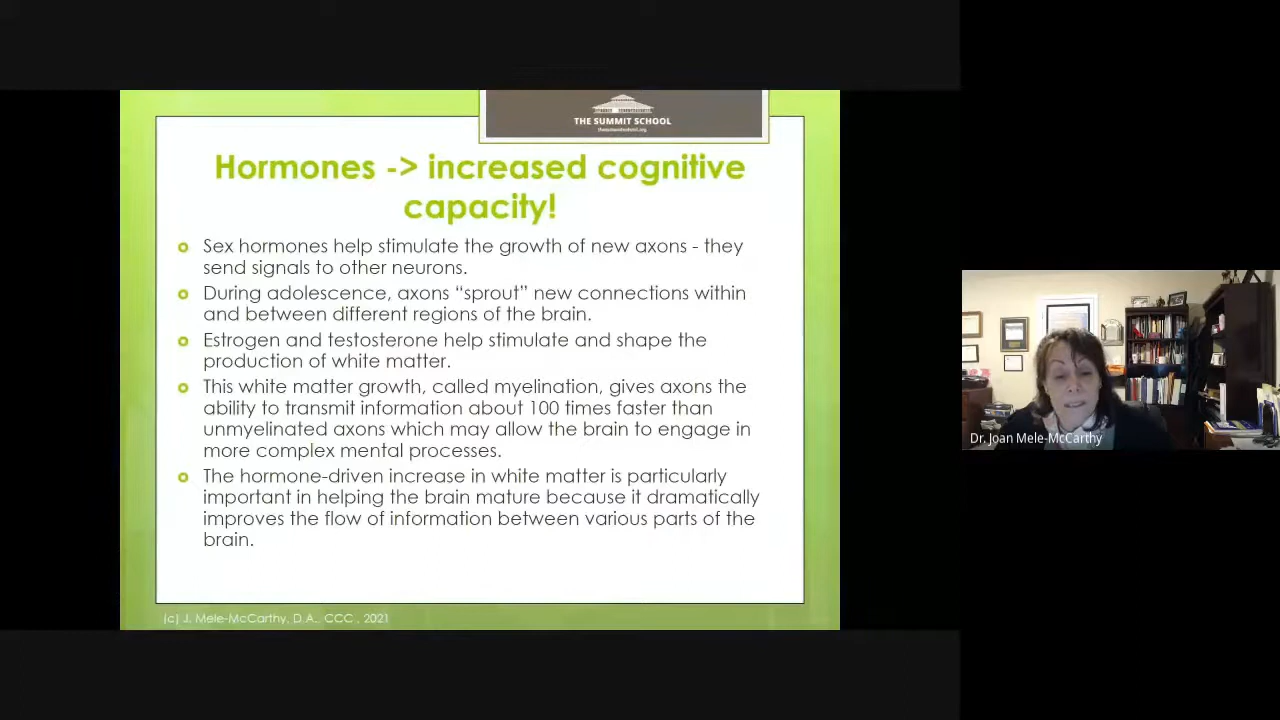 THE SUMMIT SCHOOL
Hormones -> increased cognitive
capacity!
Sex hormones help stimulate the growth of new axons - they
send signals to other neurons.
During adolescence, axons “sprout” new connections within
and between different regions of the brain.
Estrogen and testosterone help stimulate and shape the
production of white matter.
This white matter growth, called myelination, gives axons the
ability to transmit information about 100 times faster than
unmyelinated axons which may allow the brain to engage in
more complex mental processes.
The hormone-driven increase in white matter is particularly
important in helping the brain mature because it dramatically
improves the flow of information between various parts of the
brain.
(c) J. Mele-McCarthy, D.A., CCC , 2021
Dr. Joan Mele-McCarthy